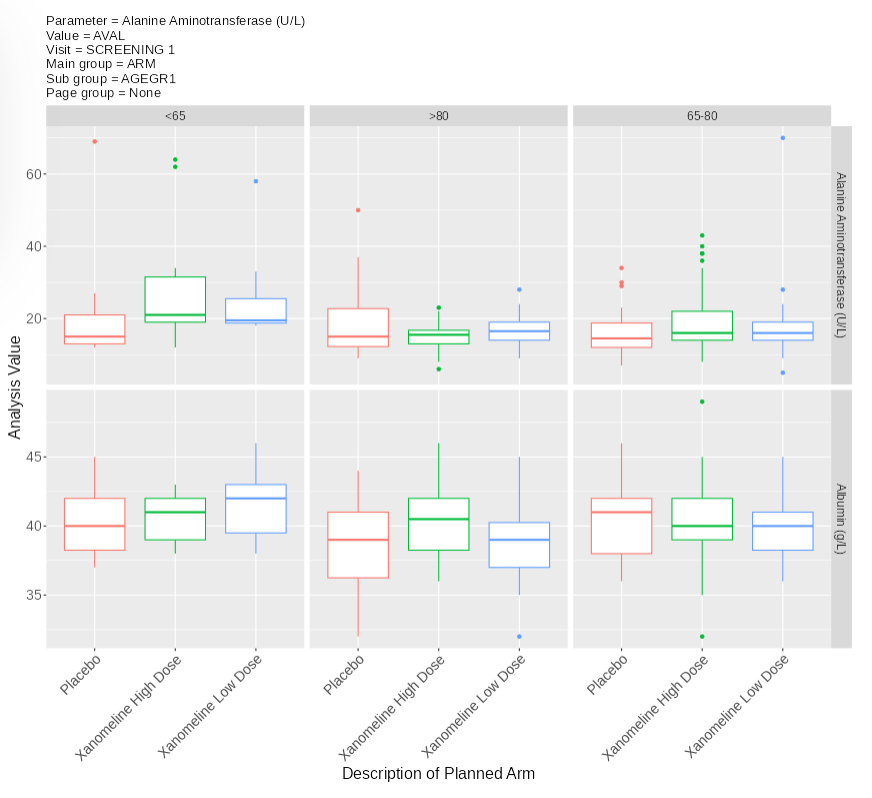 Parameter = Alanine Aminotransferase (U/L)
Value = AVAL
Visit = SCREENING 1
Main group = ARM
Sub group = AGEGR1
Page group = None
<65
>80
65-80
60
40
20
Alanine Aminotransferase (U/L)
Analysis Value
45
40
35
Albumin (g/L)
Placebo
Xanomeline High Dose
Xanomeline Low Dose
Placebo
Xanomeline High Dose
Xanomeline Low Dose
Placebo
Xanomeline High Dose
Xanomeline Low Dose
Description of Planned Arm